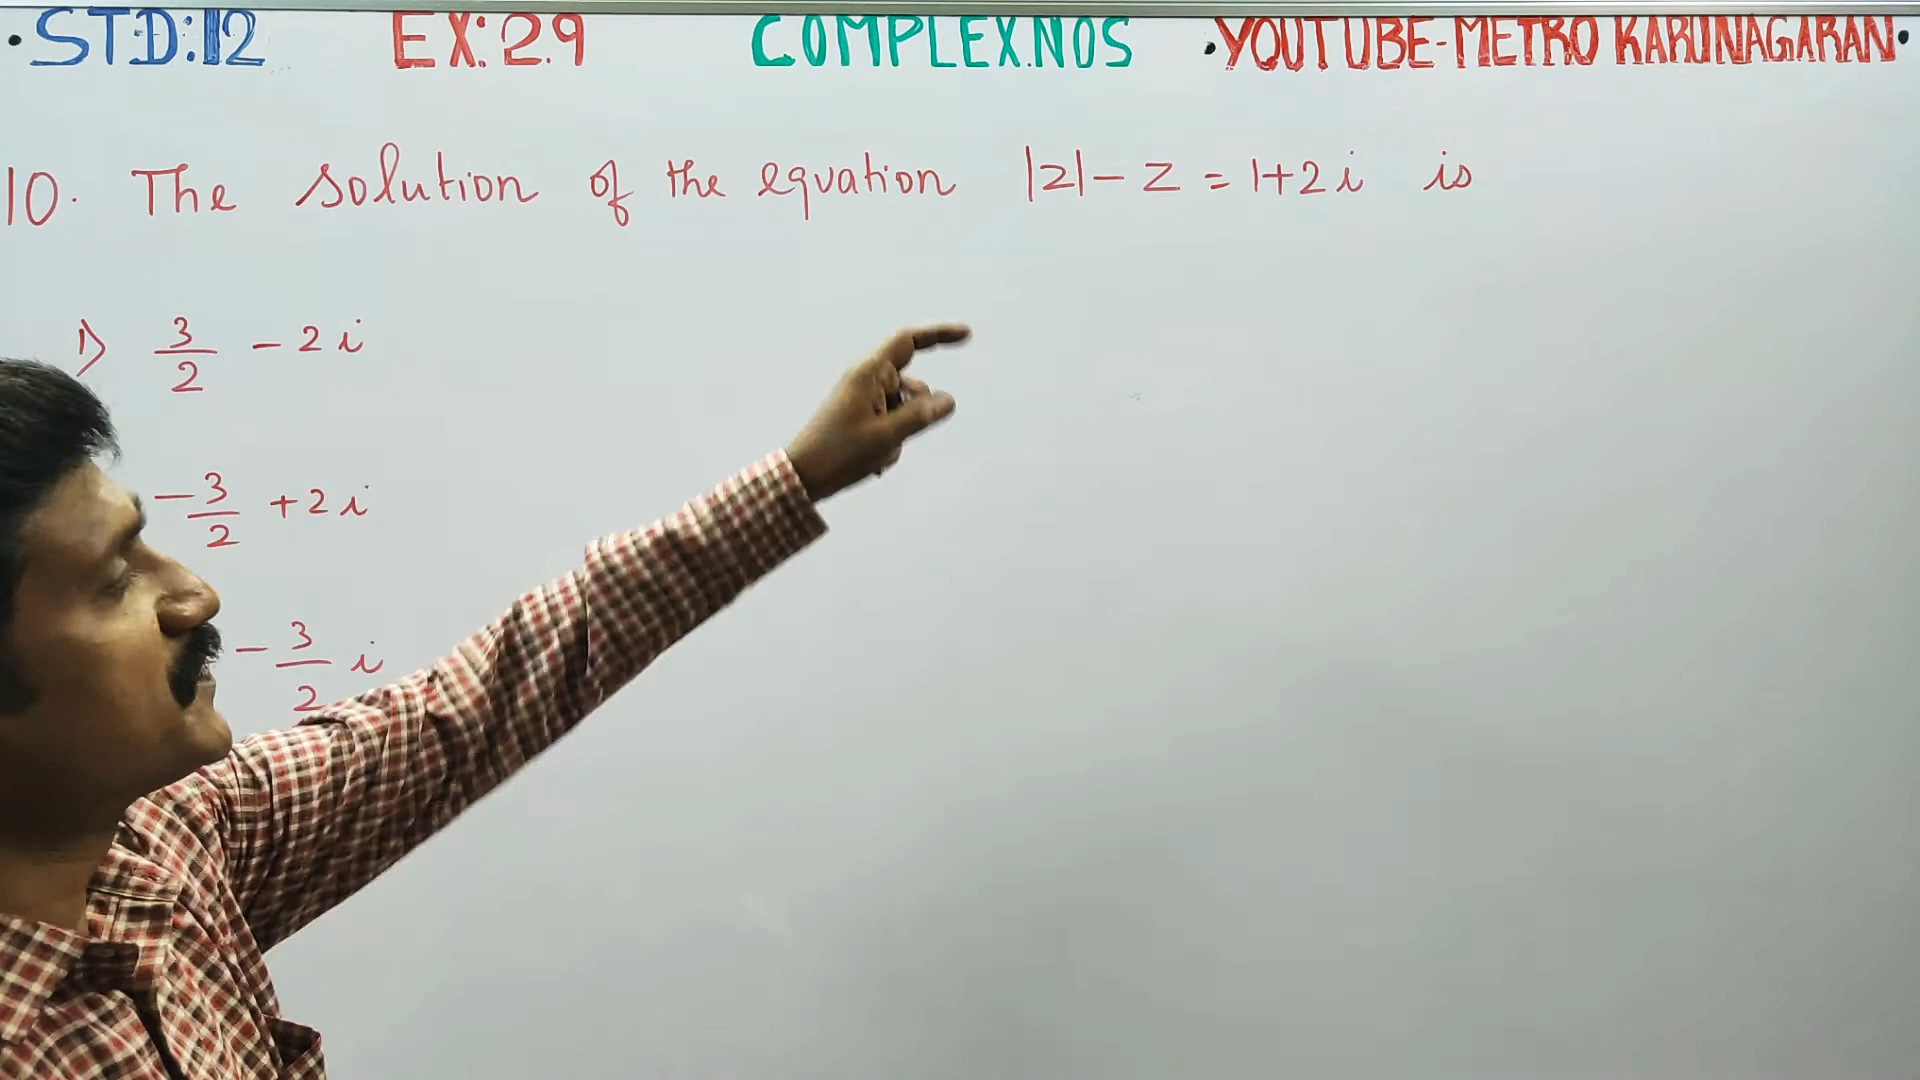 •STD:12 EX:2.9 COMPLEX.NOS •YOUTUBE-METRO KARUNAGARAN•
10. The solution of the equation |z| - z = 1+2i is
1) 3/2 - 2i
-3/2 + 2i
- 3/2 i